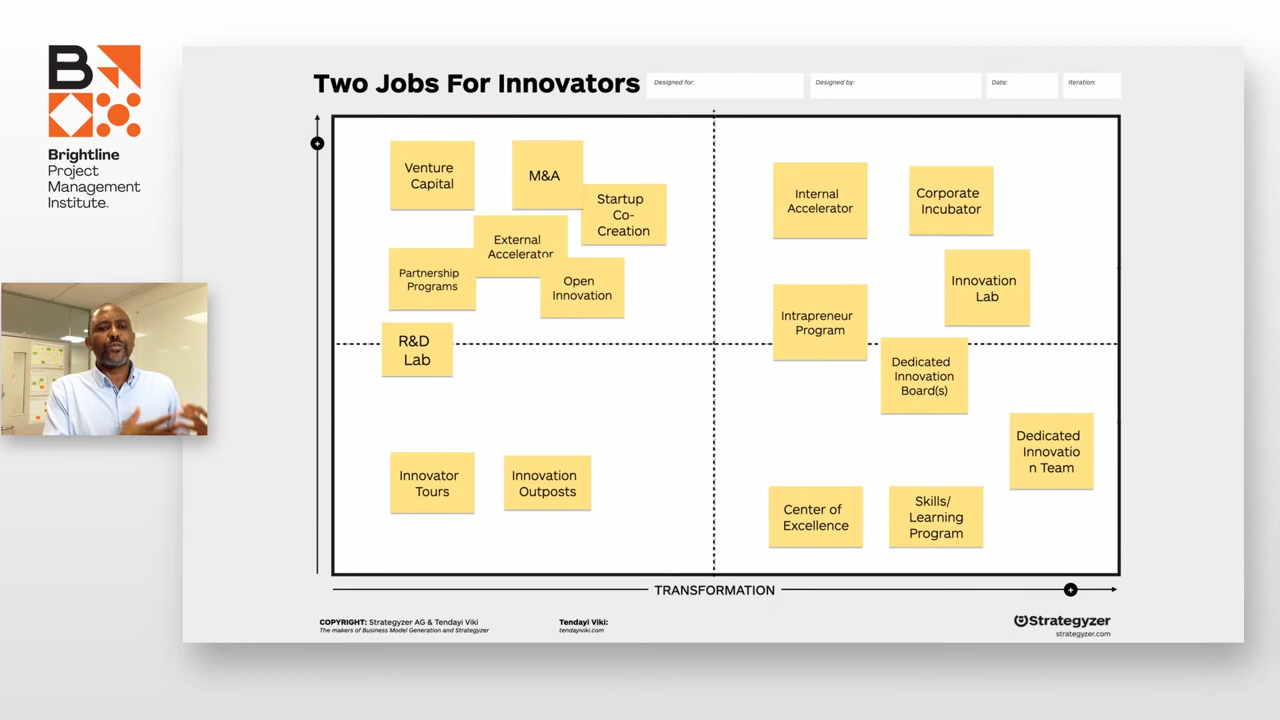 B
Brightline
Project
Management
Institute.
Two Jobs For Innovators
Designed for:
Designed by:
Date:
Iteration:
Venture
Capital
M&A
Startup
Co-
Creation
External
Accelerator
Partnership
Programs
Open
Innovation
R&D
Lab
Innovator
Tours
Innovation
Outposts
Internal
Accelerator
Corporate
Incubator
Innovation
Lab
Intrapreneur
Program
Dedicated
Innovation
Board(s)
Dedicated
Innovatio
n Team
Center of
Excellence
Skills/
Learning
Program
TRANSFORMATION
COPYRIGHT: Strategyzer AG & Tendayi Viki
The makers of Business Model Generation and Strategyzer
Tendayi Viki:
tendayiviki.com
Strategyzer
strategyzer.com